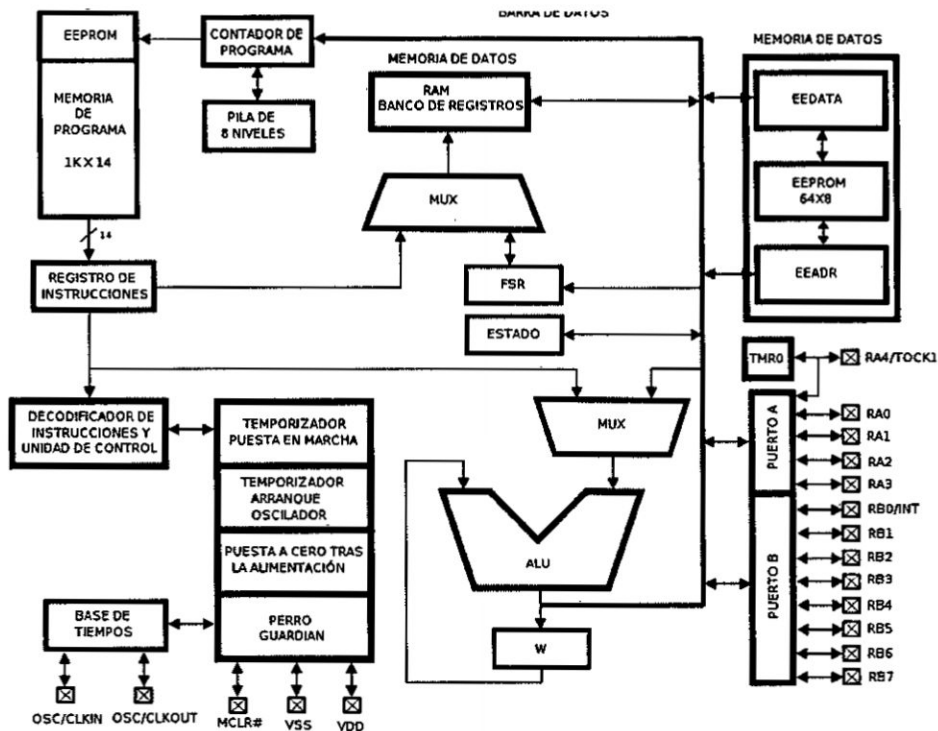 BARRA DE DATOS
EEPROM
MEMORIA
DE
PROGRAMA
1KX14
14
CONTADOR DE
PROGRAMA
PILA DE
8 NIVELES
MEMORIA DE DATOS
RAM
BANCO DE REGISTROS
MUX
MEMORIA DE DATOS
EEDATA
EEPROM
64X8
EEADR
REGISTRO DE
INSTRUCCIONES
FSR
ESTADO
TMR0
RA4/TOCK1
DECODIFICADOR DE
INSTRUCCIONES Y
UNIDAD DE CONTROL
TEMPORIZADOR
PUESTA EN MARCHA
TEMPORIZADOR
ARRANQUE
OSCILADOR
PUESTA A CERO TRAS
LA ALIMENTACIÓN
PERRO
GUARDIAN
MUX
ALU
W
PUERTO A
RA0
RA1
RA2
RA3
PUERTO B
RB0/INT
RB1
RB2
RB3
RB4
RB5
RB6
RB7
BASE DE
TIEMPOS
OSC/CLKIN
OSC/CLKOUT
MCLR#
VSS
VDD